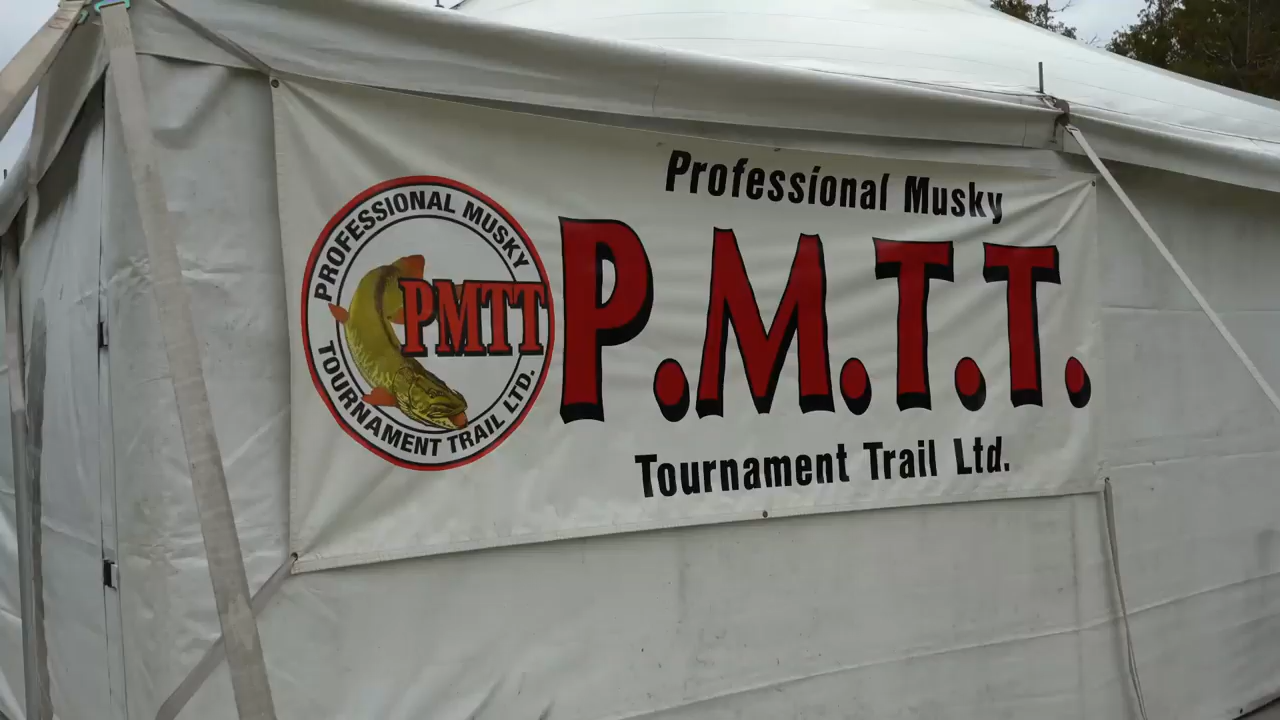 PROFESSIONAL MUSKY
PMTT
TOURNAMENT TRAIL LTD.
Professional Musky
P.M.T.T.
Tournament Trail Ltd.